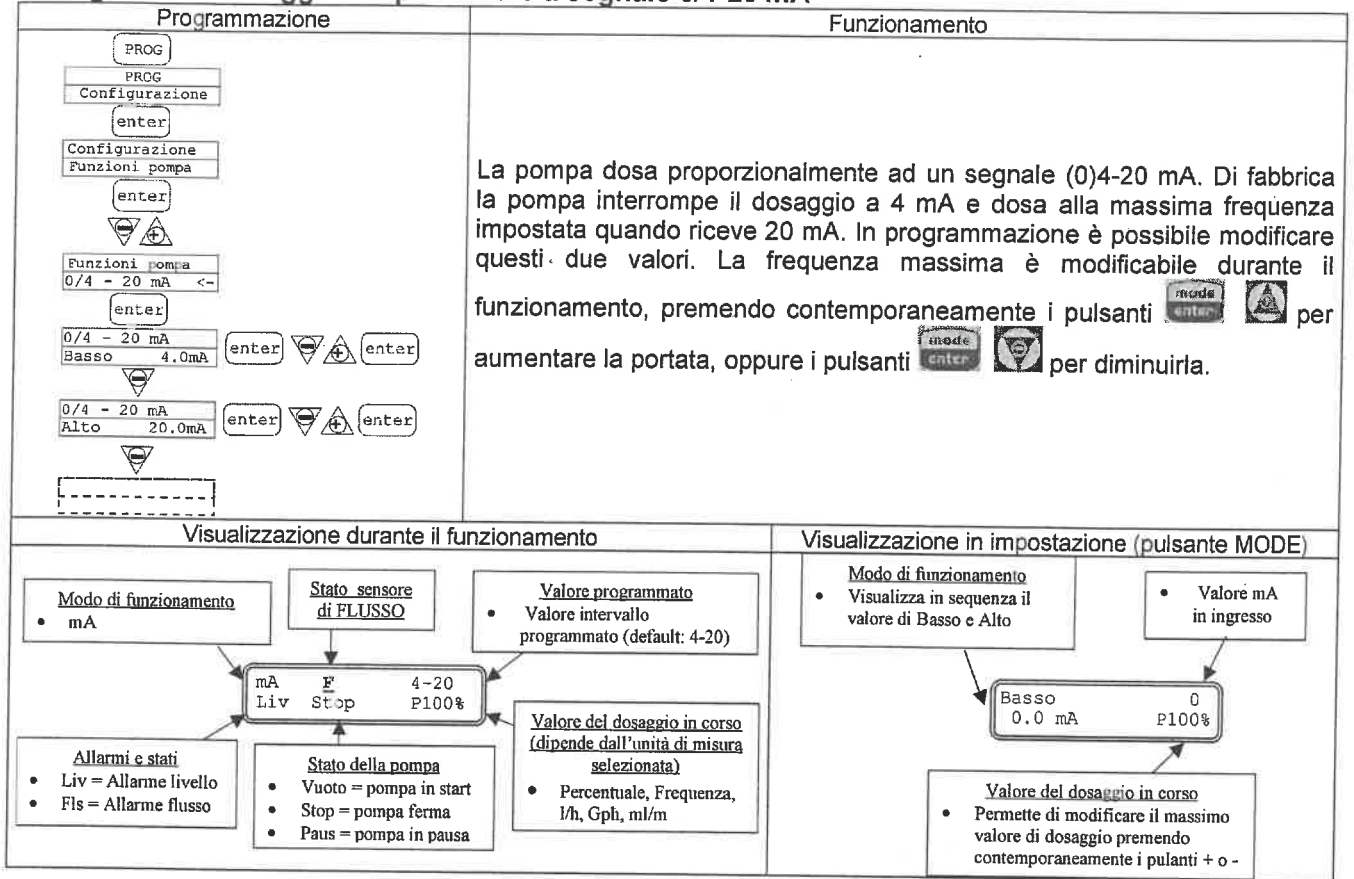 0/4-20 mA
Programmazione
Funzionamento
PROG
PROG
Configurazione
enter
Configurazione
Funzioni pompa
enter
Funzioni pompa
0/4 - 20 mA <-
enter
0/4 - 20 mA
Basso 4.0mA
enter
enter
0/4 - 20 mA
Alto 20.0mA
enter
enter
La pompa dosa proporzionalmente ad un segnale (0)4-20 mA. Di fabbrica
la pompa interrompe il dosaggio a 4 mA e dosa alla massima frequenza
impostata quando riceve 20 mA. In programmazione è possibile modificare
questi due valori. La frequenza massima è modificabile durante il
funzionamento, premendo contemporaneamente i pulsanti mode enter per
aumentare la portata, oppure i pulsanti mode enter per diminuirla.
Visualizzazione durante il funzionamento
Modo di funzionamento
• mA
Stato sensore
di FLUSSO
Valore programmato
• Valore intervallo
programmato (default: 4-20)
mA F 4-20
Liv Stop P100%
Allarmi e stati
• Liv = Allarme livello
• Fls = Allarme flusso
Stato della pompa
• Vuoto = pompa in start
• Stop = pompa ferma
• Paus = pompa in pausa
Valore del dosaggio in corso
(dipende dall'unità di misura
selezionata)
• Percentuale, Frequenza,
l/h, Gph, ml/m
Visualizzazione in impostazione (pulsante MODE)
Modo di funzionamento
• Visualizza in sequenza il
valore di Basso e Alto
• Valore mA
in ingresso
Basso 0
0.0 mA P100%
Valore del dosaggio in corso
• Permette di modificare il massimo
valore di dosaggio premendo
contemporaneamente i pulanti + o -